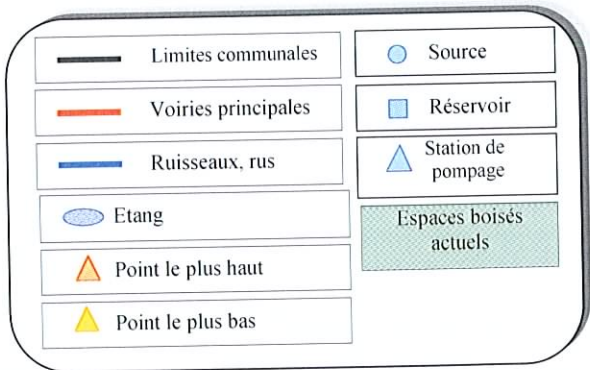 Limites communales
Voiries principales
Ruisseaux, rus
Etang
Point le plus haut
Point le plus bas
Source
Réservoir
Station de
pompage
Espaces boisés
actuels